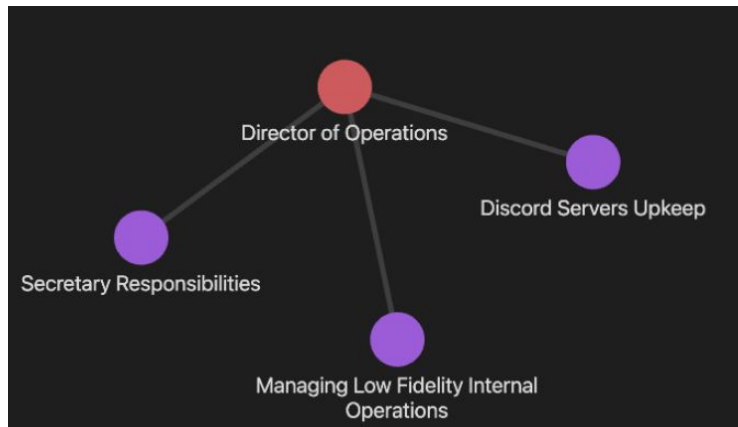 Director of Operations
Discord Servers Upkeep
Secretary Responsibilities
Managing Low Fidelity Internal
Operations